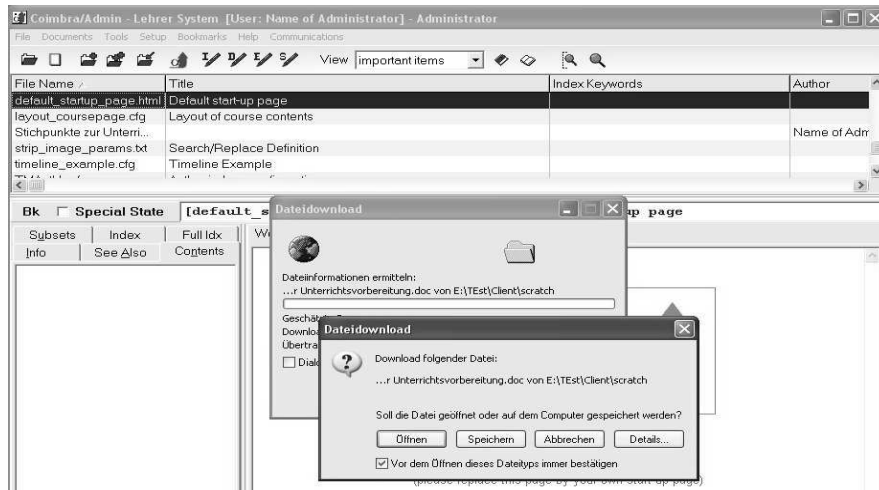 Coimbra/Admin - Lehrer System [User: Name of Administrator] - Administrator
File Documents Tools Setup Bookmarks Help Communications
View important items
File Name Title Index Keywords Author
default_startup_page.html Default start-up page
layout_coursepage.cfg Layout of course contents
Stichpunkte zur Unterri... Name of Adm
strip_image_params.txt Search/Replace Definition
timeline_example.cfg Timeline Example
Bk Special State [default_s up page
Subsets Index Full Idx
Info See Also Contents
Dateidownload
Dateiinformationen ermitteln:
...r Unterrichtsvorbereitung.doc von E:\TEst\Client\scratch
Geschätz
Downlo
Übertra
Dialo
Dateidownload
Download folgender Datei:
...r Unterrichtsvorbereitung.doc von E:\TEst\Client\scratch
Soll die Datei geöffnet oder auf dem Computer gespeichert werden?
Öffnen Speichern Abbrechen Details...
Vor dem Öffnen dieses Dateityps immer bestätigen
(please replace this page by your own start-up page)